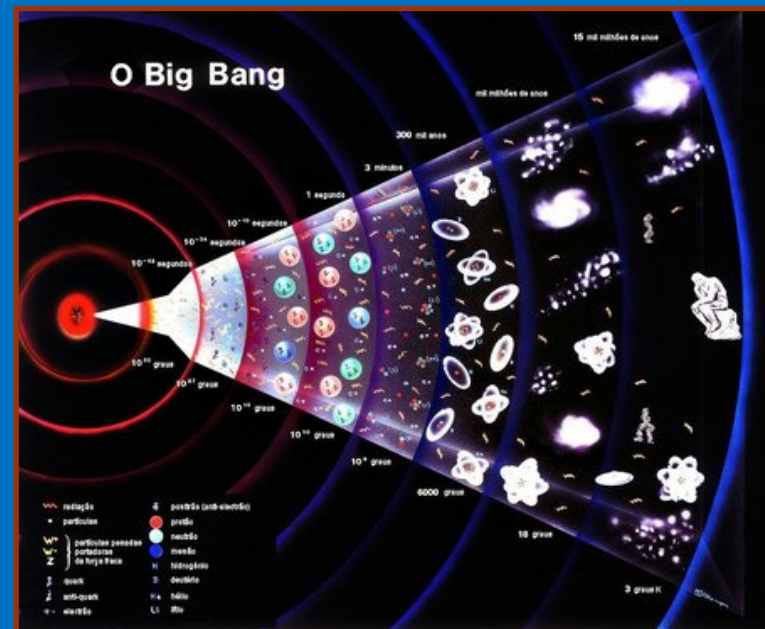 O Big Bang
15 mil milhões de anos
mil milhões de anos
300 mil anos
3 minutos
1 segundo
10⁻¹⁰ segundos
10⁻³⁴ segundos
10⁻⁴³ segundos
10³² graus
10²⁷ graus
10¹⁵ graus
10¹⁰ graus
10⁹ graus
6000 graus
18 graus
3 graus K
radiação
partículas
partículas pesadas
portadoras
da força fraca
quark
anti-quark
electrão
positrão (anti-electrão)
protão
neutrão
mesão
H hidrogénio
D deutério
He hélio
Li lítio